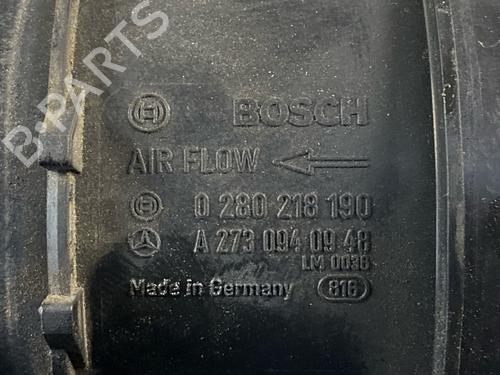 BOSCH
AIR FLOW
0 280 218 190
A 273 094 09 48
LM 0038
Made in Germany 816
B-PARTS